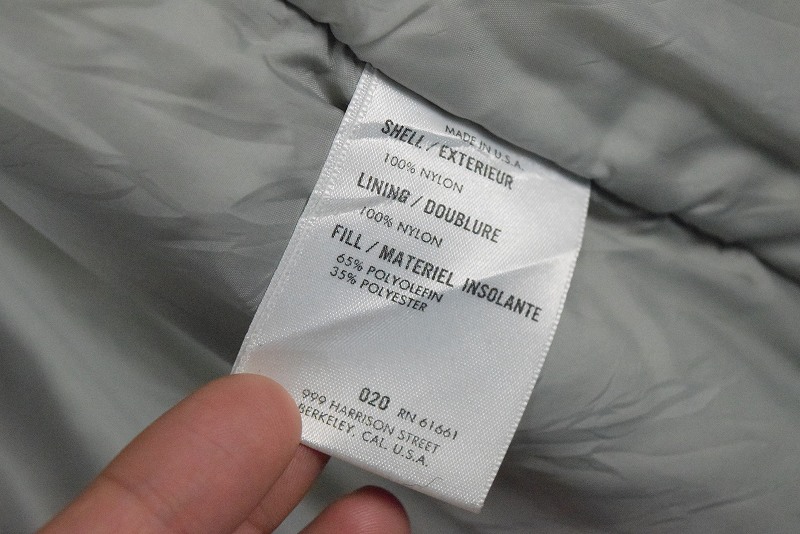 MADE IN U.S.A.
SHELL / EXTERIEUR
100% NYLON
LINING / DOUBLURE
100% NYLON
FILL / MATERIEL INSOLANTE
65% POLYOLEFIN
35% POLYESTER
020 RN 61661
999 HARRISON STREET
BERKELEY, CAL. U.S.A.